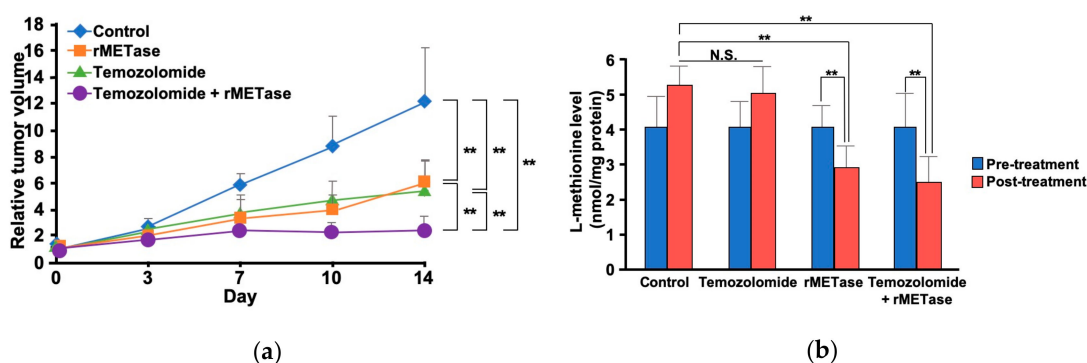 18
16
14
12
10
8
6
4
2
0
Relative tumor volume
Control
rMETase
Temozolomide
Temozolomide + rMETase
**
**
**
**
**
0
3
7
10
14
Day
(a)
**
**
N.S.
**
**
6
5
4
3
2
1
0
L-methionine level
(nmol/mg protein)
Pre-treatment
Post-treatment
Control
Temozolomide
rMETase
Temozolomide
+ rMETase
(b)